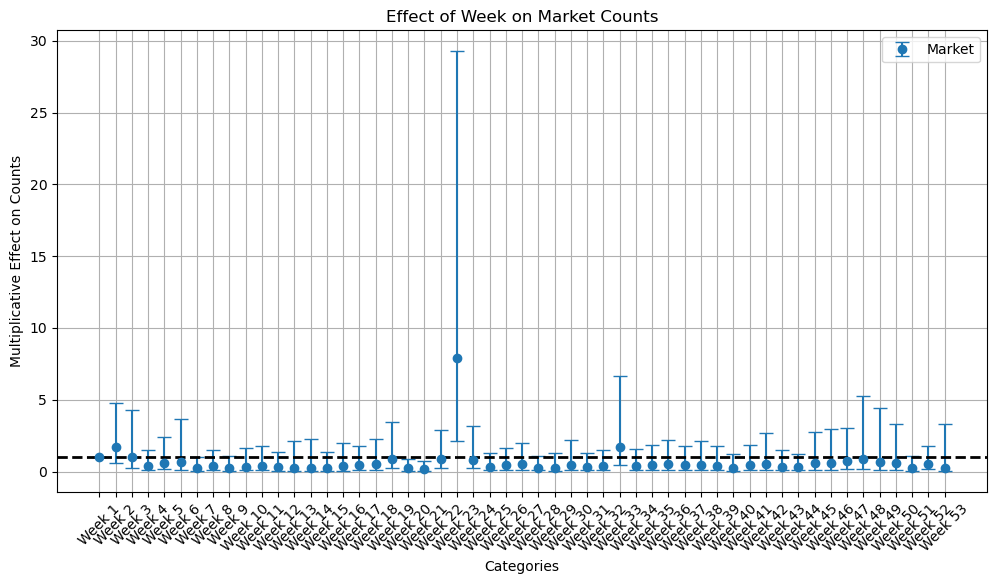 Effect of Week on Market Counts
Market
30
25
20
15
10
5
0
Multiplicative Effect on Counts
Week 1
Week 2
Week 3
Week 4
Week 5
Week 6
Week 7
Week 8
Week 9
Week 10
Week 11
Week 12
Week 13
Week 14
Week 15
Week 16
Week 17
Week 18
Week 19
Week 20
Week 21
Week 22
Week 23
Week 24
Week 25
Week 26
Week 27
Week 28
Week 29
Week 30
Week 31
Week 32
Week 33
Week 34
Week 35
Week 36
Week 37
Week 38
Week 39
Week 40
Week 41
Week 42
Week 43
Week 44
Week 45
Week 46
Week 47
Week 48
Week 49
Week 50
Week 51
Week 52
Week 53
Categories